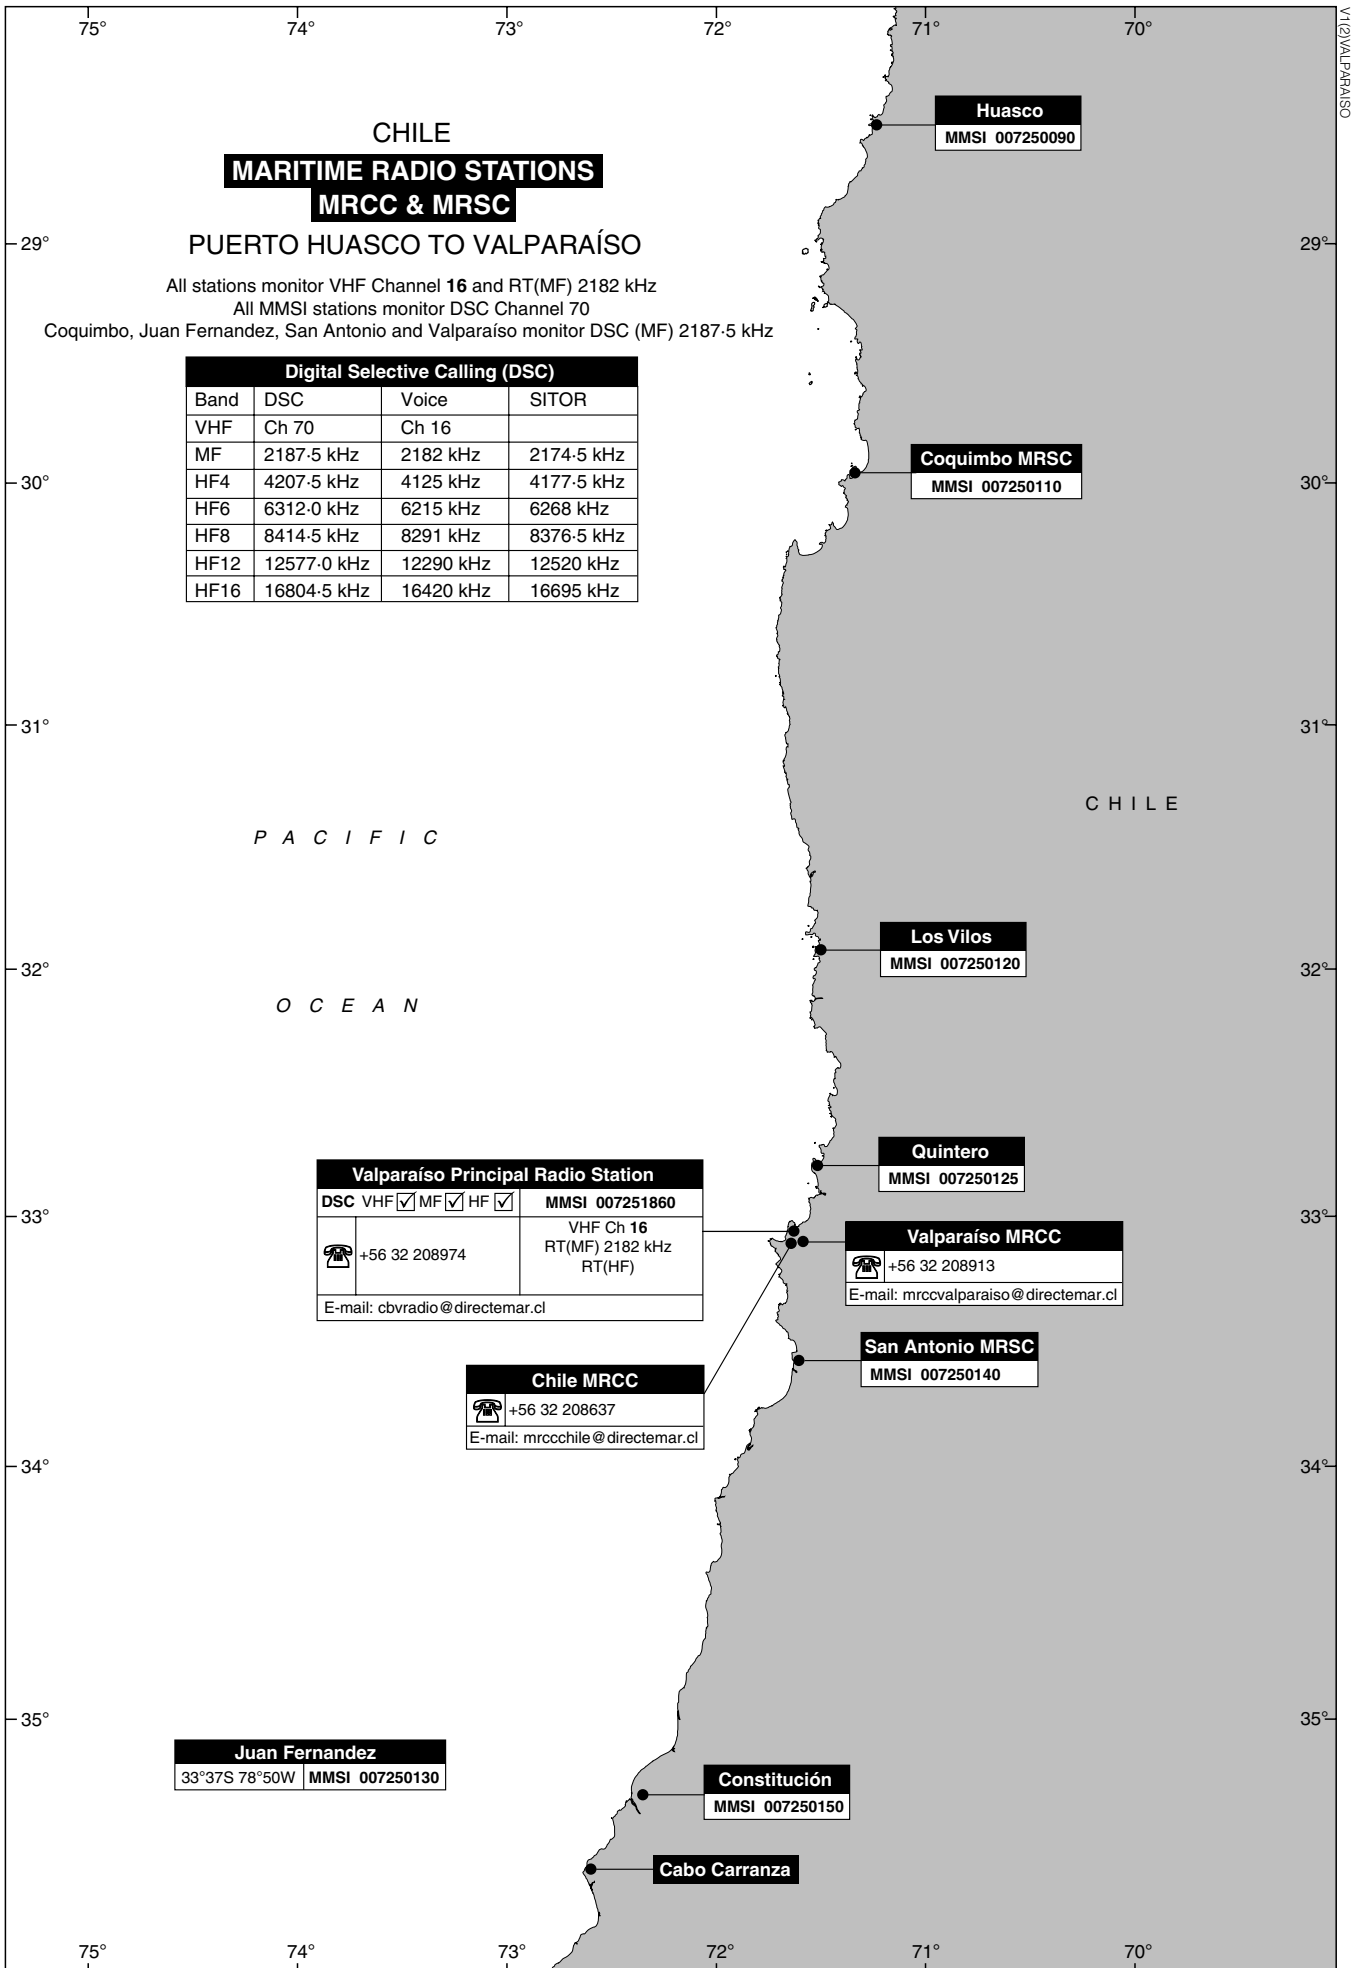 75° 74° 73° 72° 71° 70°
V1(2)VALPARAISO
CHILE
MARITIME RADIO STATIONS
MRCC & MRSC
PUERTO HUASCO TO VALPARAÍSO
All stations monitor VHF Channel 16 and RT(MF) 2182 kHz
All MMSI stations monitor DSC Channel 70
Coquimbo, Juan Fernandez, San Antonio and Valparaíso monitor DSC (MF) 2187·5 kHz
Digital Selective Calling (DSC)
Band DSC Voice SITOR
VHF Ch 70 Ch 16
MF 2187·5 kHz 2182 kHz 2174·5 kHz
HF4 4207·5 kHz 4125 kHz 4177·5 kHz
HF6 6312·0 kHz 6215 kHz 6268 kHz
HF8 8414·5 kHz 8291 kHz 8376·5 kHz
HF12 12577·0 kHz 12290 kHz 12520 kHz
HF16 16804·5 kHz 16420 kHz 16695 kHz
Huasco
MMSI 007250090
29° 29°
Coquimbo MRSC
MMSI 007250110
30° 30°
31° 31°
CHILE
PACIFIC
OCEAN
Los Vilos
MMSI 007250120
32° 32°
Quintero
MMSI 007250125
Valparaíso Principal Radio Station
DSC VHF ☑ MF ☑ HF ☑ MMSI 007251860
+56 32 208974
VHF Ch 16
RT(MF) 2182 kHz
RT(HF)
E-mail: cbvradio@directemar.cl
33° 33°
Valparaíso MRCC
+56 32 208913
E-mail: mrccvalparaiso@directemar.cl
San Antonio MRSC
MMSI 007250140
Chile MRCC
+56 32 208637
E-mail: mrccchile@directemar.cl
34° 34°
35° 35°
Juan Fernandez
33°37S 78°50W MMSI 007250130
Constitución
MMSI 007250150
Cabo Carranza
75° 74° 73° 72° 71° 70°